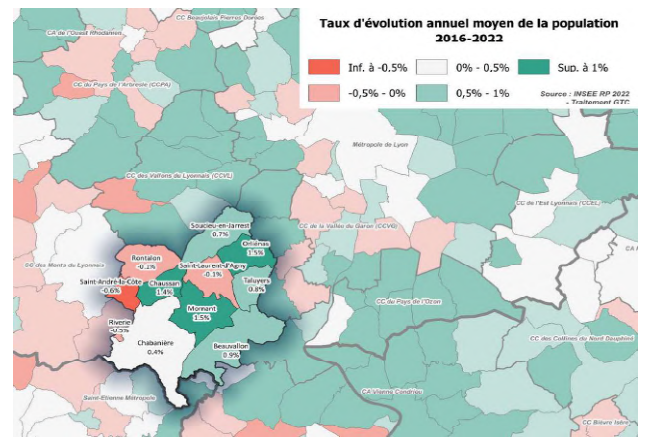 Taux d'évolution annuel moyen de la population
2016-2022
Inf. à -0.5%
0% - 0.5%
Sup. à 1%
-0,5% - 0%
0,5% - 1%
Source : INSEE RP 2022
- Traitement GTC
CC Beaujolais Pierres Dorées
CA de l'Ouest Rhodanien
CC du Pays de l'Arbresle (CCPA)
Métropole de Lyon
CC des Vallons du Lyonnais (CCVL)
CC de l'Est Lyonnais (CCEL)
Soucieu-en-Jarrest
0.7%
CC de la Vallée du Garon (CCVG)
Orliénas
1.5%
CC des Monts du Lyonnais
Rontalon
Saint-Laurent-d'Agny
-0.1%
Saint-André-la-Côte
-0.6%
Chaussan
1.4%
Taluyers
0.8%
CC du Pays de l'Ozon
Mornant
1.5%
Riverie
-0.5%
Chabanière
0.4%
Beauvallon
0.9%
CC des Collines du Nord Dauphiné
CA Vienne Condrieu
Saint-Etienne Métropole
CC Bièvre Isère